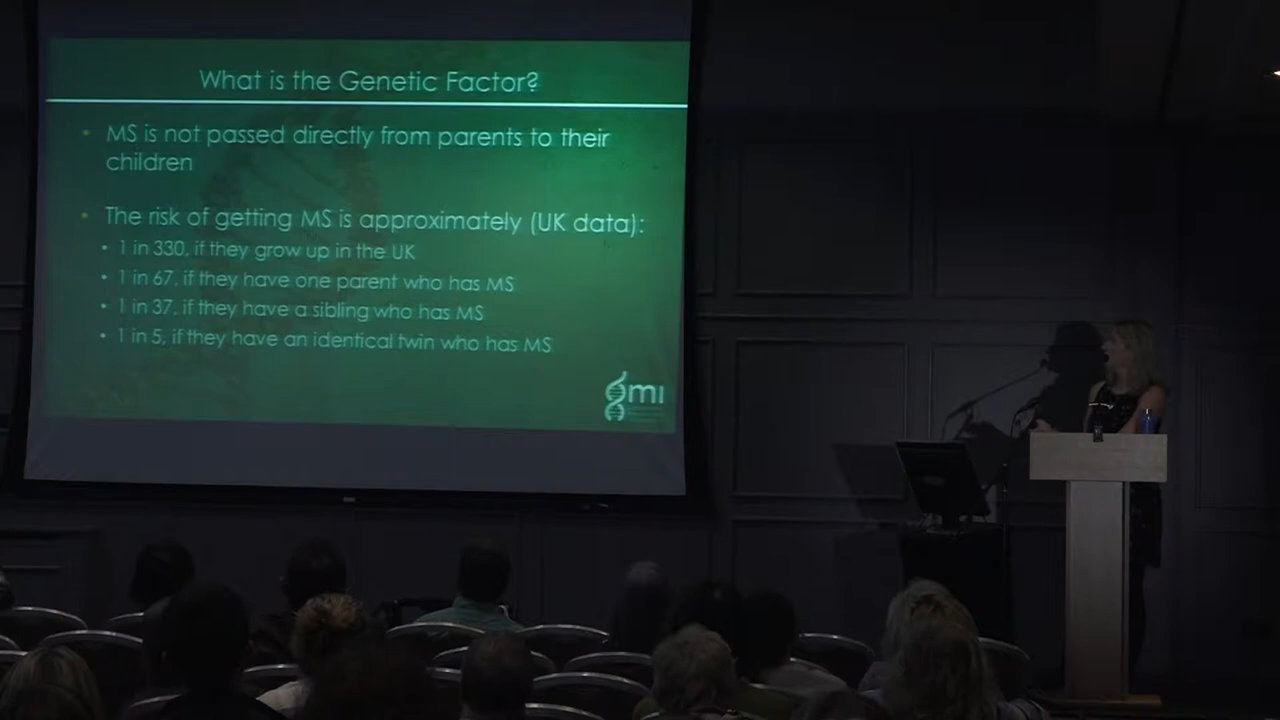 What is the Genetic Factor?
• MS is not passed directly from parents to their
children
• The risk of getting MS is approximately (UK data):
• 1 in 330, if they grow up in the UK
• 1 in 67, if they have one parent who has MS
• 1 in 37, if they have a sibling who has MS
• 1 in 5, if they have an identical twin who has MS
gmi